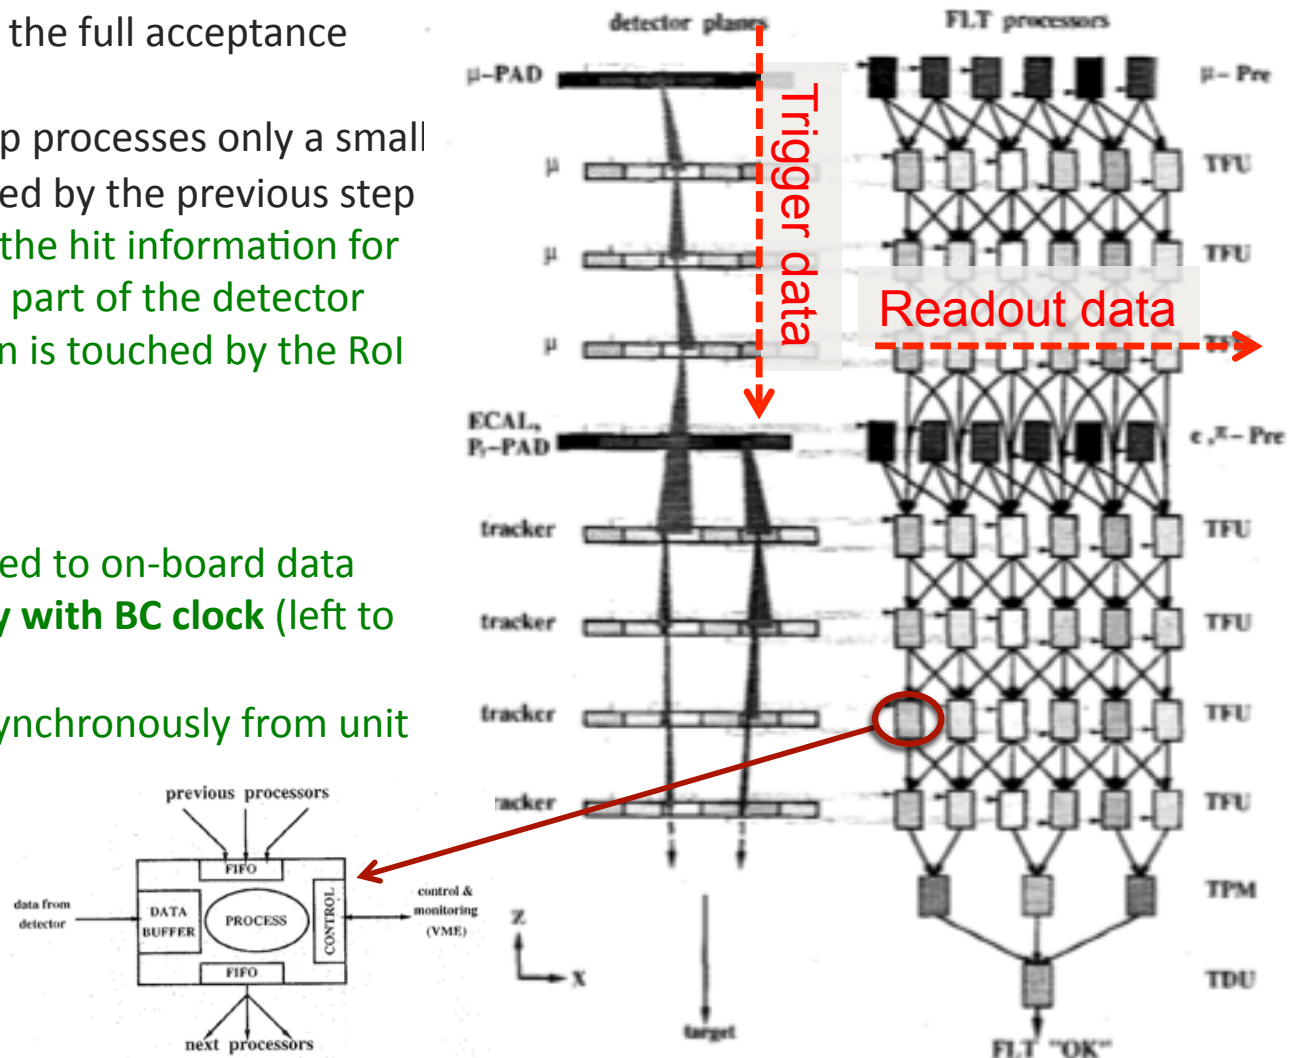 the full acceptance
p processes only a small
ed by the previous step
the hit information for
part of the detector
n is touched by the RoI
ed to on-board data
y with BC clock (left to
ynchronously from unit
detector planes
FLT processors
μ-PAD
μ-Pre
μ
TFU
μ
TFU
μ
Trigger data
Readout data
ECAL,
e,π-Pre
tracker
TFU
tracker
TFU
tracker
TFU
racker
TFU
TPM
TDU
Z
X
target
FLT "OK"
previous processors
FIFO
data from
detector
DATA
BUFFER
PROCESS
CONTROL
control &
monitoring
(VME)
FIFO
next processors